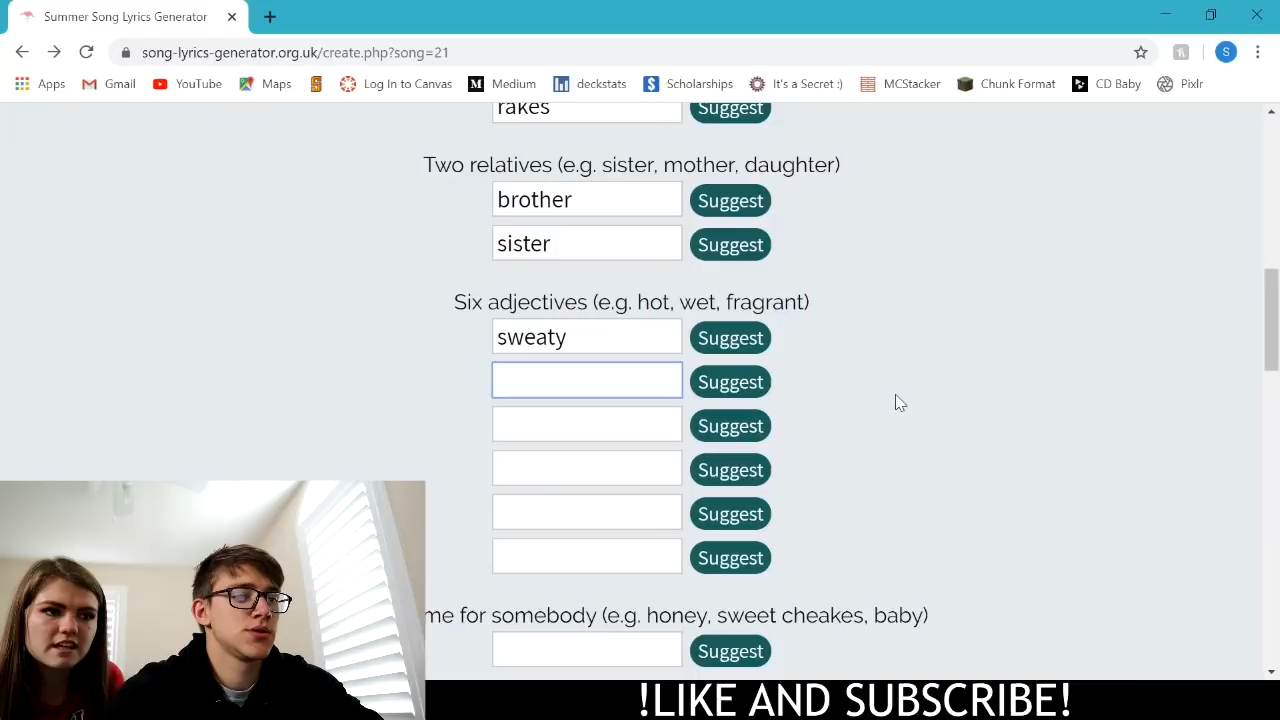 Summer Song Lyrics Generator
song-lyrics-generator.org.uk/create.php?song=21
S
Apps Gmail YouTube Maps Log In to Canvas Medium deckstats Scholarships It's a Secret :) MCStacker Chunk Format CD Baby Pixlr
rakes Suggest
Two relatives (e.g. sister, mother, daughter)
brother Suggest
sister Suggest
Six adjectives (e.g. hot, wet, fragrant)
sweaty Suggest
Suggest
Suggest
Suggest
Suggest
Suggest
me for somebody (e.g. honey, sweet cheakes, baby)
Suggest
!LIKE AND SUBSCRIBE!